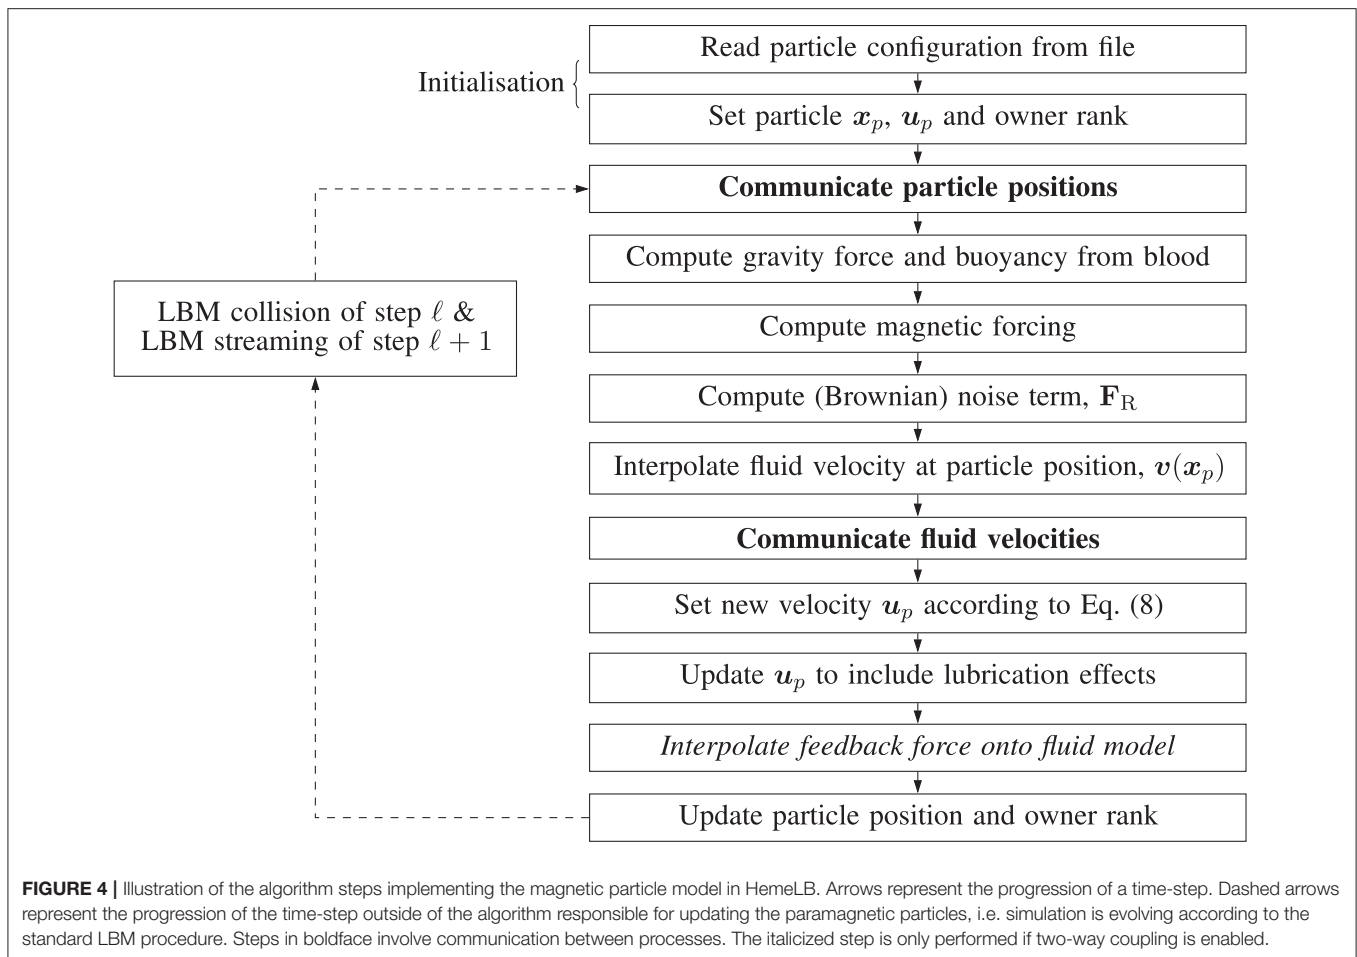 Read particle configuration from file
Initialisation
Set particle 𝒙ₚ, 𝒖ₚ and owner rank
Communicate particle positions
Compute gravity force and buoyancy from blood
LBM collision of step ℓ &
LBM streaming of step ℓ + 1
Compute magnetic forcing
Compute (Brownian) noise term, F_R
Interpolate fluid velocity at particle position, 𝒗(𝒙ₚ)
Communicate fluid velocities
Set new velocity 𝒖ₚ according to Eq. (8)
Update 𝒖ₚ to include lubrication effects
Interpolate feedback force onto fluid model
Update particle position and owner rank
FIGURE 4 | Illustration of the algorithm steps implementing the magnetic particle model in HemeLB. Arrows represent the progression of a time-step. Dashed arrows
represent the progression of the time-step outside of the algorithm responsible for updating the paramagnetic particles, i.e. simulation is evolving according to the
standard LBM procedure. Steps in boldface involve communication between processes. The italicized step is only performed if two-way coupling is enabled.